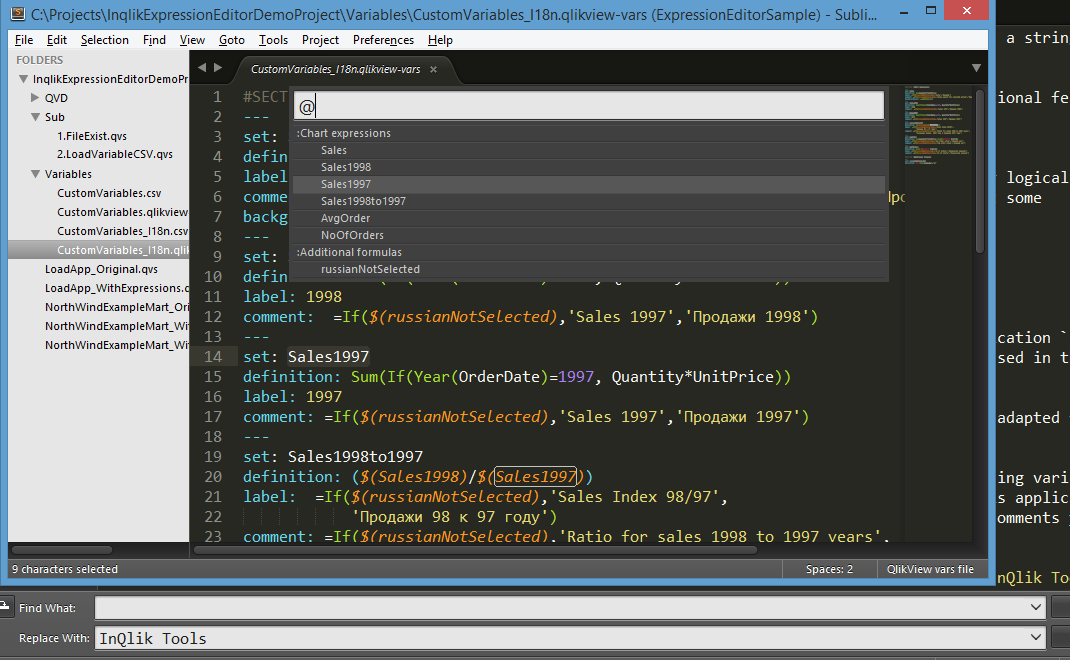 C:\Projects\InqlikExpressionEditorDemoProject\Variables\CustomVariables_I18n.qlikview-vars (ExpressionEditorSample) - Subli...
File Edit Selection Find View Goto Tools Project Preferences Help
FOLDERS
InqlikExpressionEditorDemoPr
QVD
Sub
1.FileExist.qvs
2.LoadVariableCSV.qvs
Variables
CustomVariables.csv
CustomVariables.qlikview
CustomVariables_I18n.csv
CustomVariables_I18n.qlik
LoadApp_Original.qvs
LoadApp_WithExpressions.q
NorthWindExampleMart_Ori
NorthWindExampleMart_Wi
NorthWindExampleMart_Wi
CustomVariables_I18n.qlikview-vars ×
@
:Chart expressions
Sales
Sales1998
Sales1997
Sales1998to1997
AvgOrder
NoOfOrders
:Additional formulas
russianNotSelected
1 #SECT
2 ---
3 set:
4 defin
5 label
6 comme
7 backg
8 ---
9 set:
10 defin
11 label: 1998
12 comment:  =If($(russianNotSelected),'Sales 1997','Продажи 1998')
13 ---
14 set: Sales1997
15 definition: Sum(If(Year(OrderDate)=1997, Quantity*UnitPrice))
16 label: 1997
17 comment: =If($(russianNotSelected),'Sales 1997','Продажи 1997')
18 ---
19 set: Sales1998to1997
20 definition: ($(Sales1998)/$(Sales1997))
21 label:  =If($(russianNotSelected),'Sales Index 98/97',
22 'Продажи 98 к 97 году')
23 comment: =If($(russianNotSelected),'Ratio for sales 1998 to 1997 years',
9 characters selected
Spaces: 2
QlikView vars file
a strin
ional fe
logical
some
cation `
sed in t
adapted
ing vari
s applic
omments
nQlik To
Find What:
Replace With: InQlik Tools